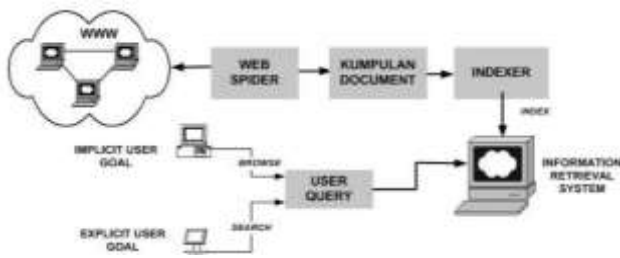 WWW
WEB
SPIDER
KUMPULAN
DOCUMENT
INDEXER
INDEX
IMPLICIT USER
GOAL
BROWSE
USER
QUERY
INFORMATION
RETRIEVAL
SYSTEM
EXPLICIT USER
GOAL
SEARCH